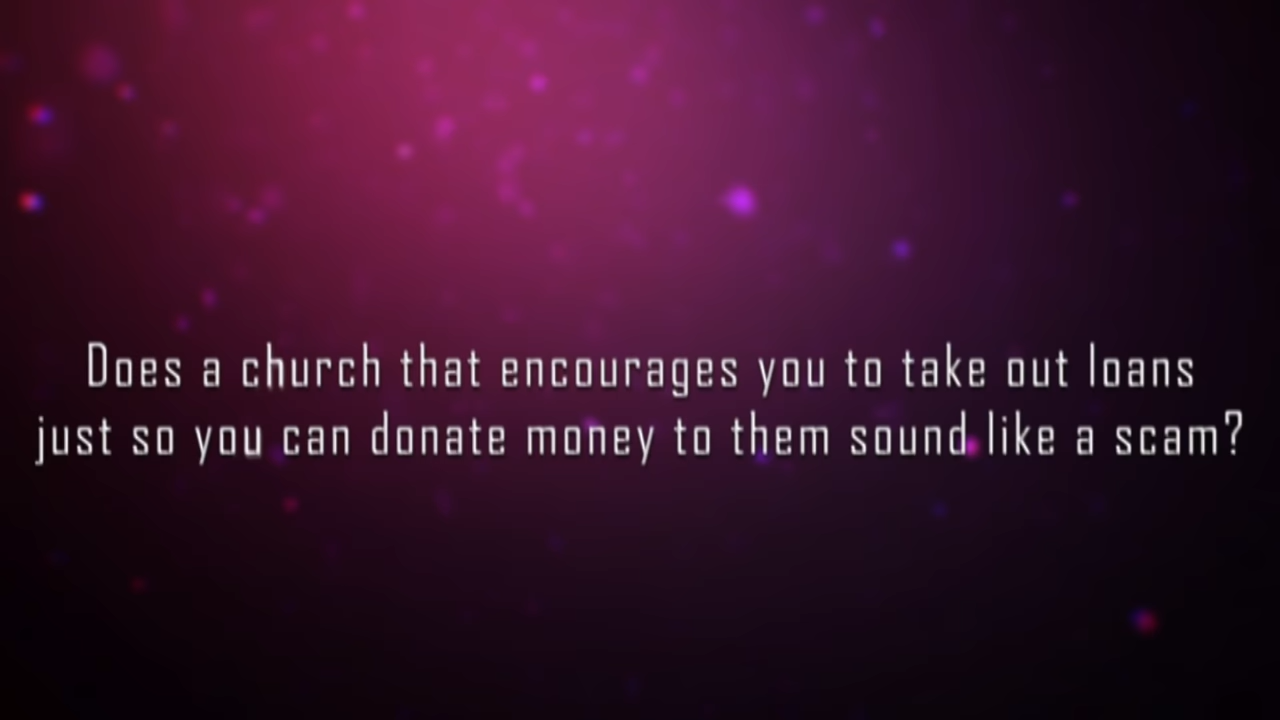 Does a church that encourages you to take out loans
just so you can donate money to them sound like a scam?